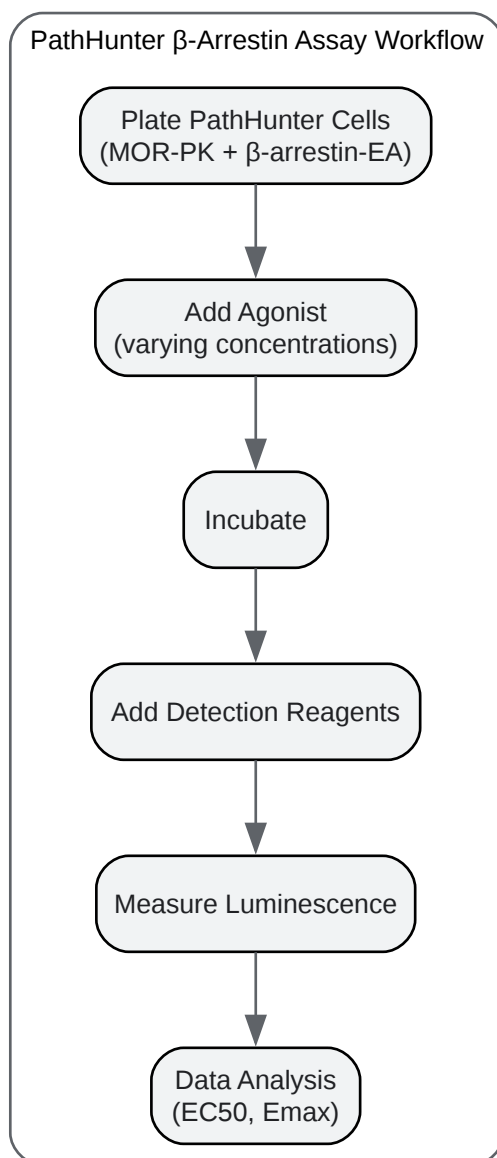 PathHunter β-Arrestin Assay Workflow
Plate PathHunter Cells
(MOR-PK + β-arrestin-EA)
Add Agonist
(varying concentrations)
Incubate
Add Detection Reagents
Measure Luminescence
Data Analysis
(EC50, Emax)